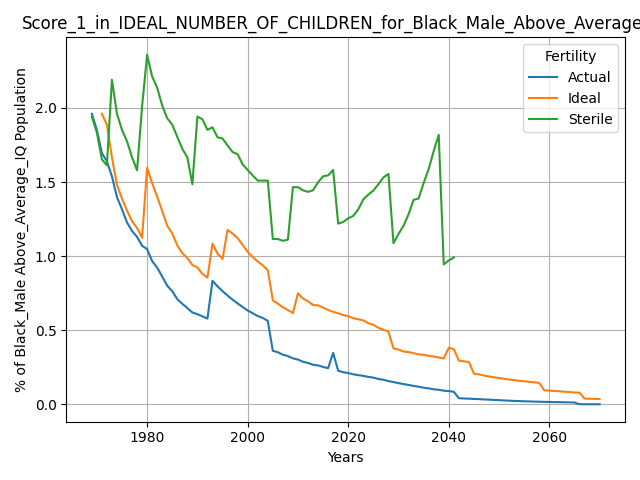 Score_1_in_IDEAL_NUMBER_OF_CHILDREN_for_Black_Male_Above_Average
% of Black_Male Above_Average_IQ Population
2.0
1.5
1.0
0.5
0.0
Fertility
Actual
Ideal
Sterile
1980
2000
2020
2040
2060
Years